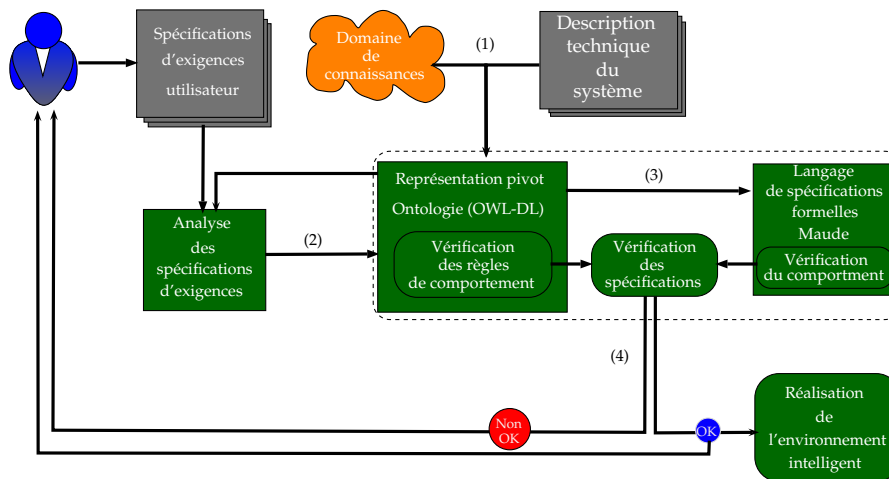 Spécifications
d'exigences
utilisateur
Domaine
de
connaissances
(1)
Description
technique
du
système
Analyse
des
spécifications
d'exigences
(2)
Représentation pivot
Ontologie (OWL-DL)
Vérification
des règles
de comportement
(3)
Vérification
des
spécifications
Langage
de spécifications
formelles
Maude
Vérification
du comportment
(4)
Non
OK
OK
Réalisation
de
l'environnement
intelligent